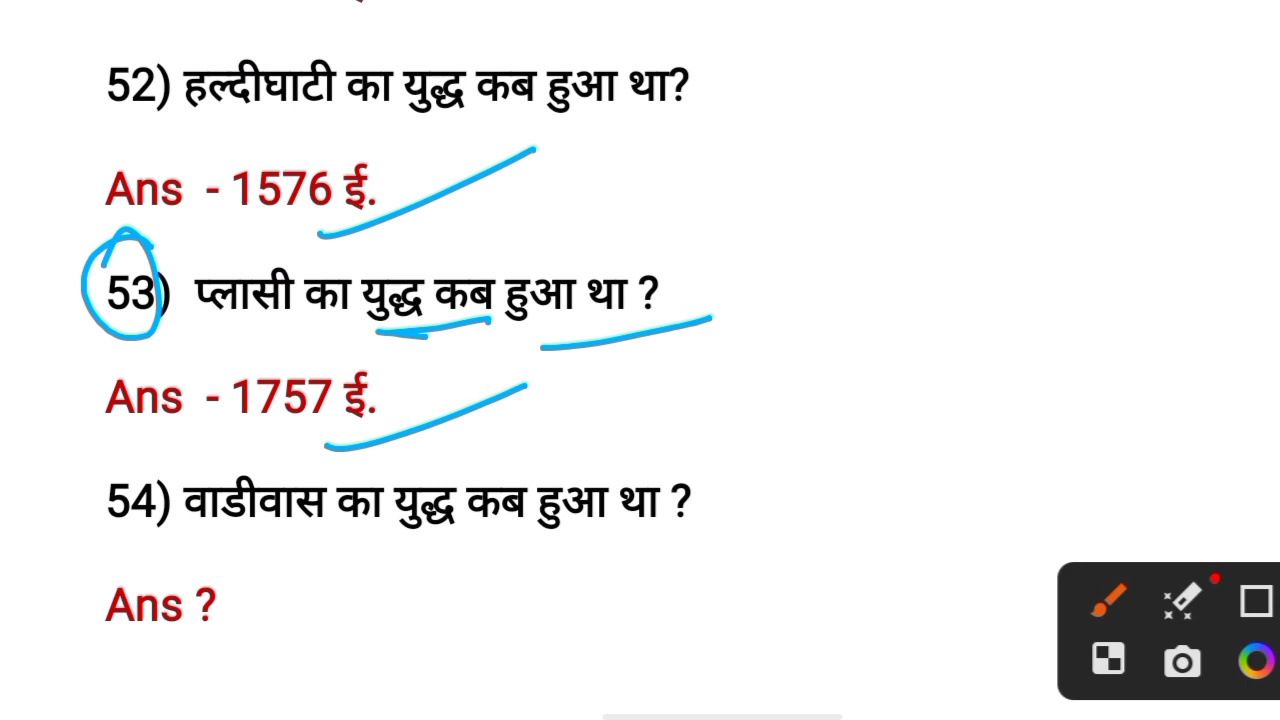 52) हल्दीघाटी का युद्ध कब हुआ था?
Ans - 1576 ई.
53) प्लासी का युद्ध कब हुआ था ?
Ans - 1757 ई.
54) वाडीवास का युद्ध कब हुआ था ?
Ans ?